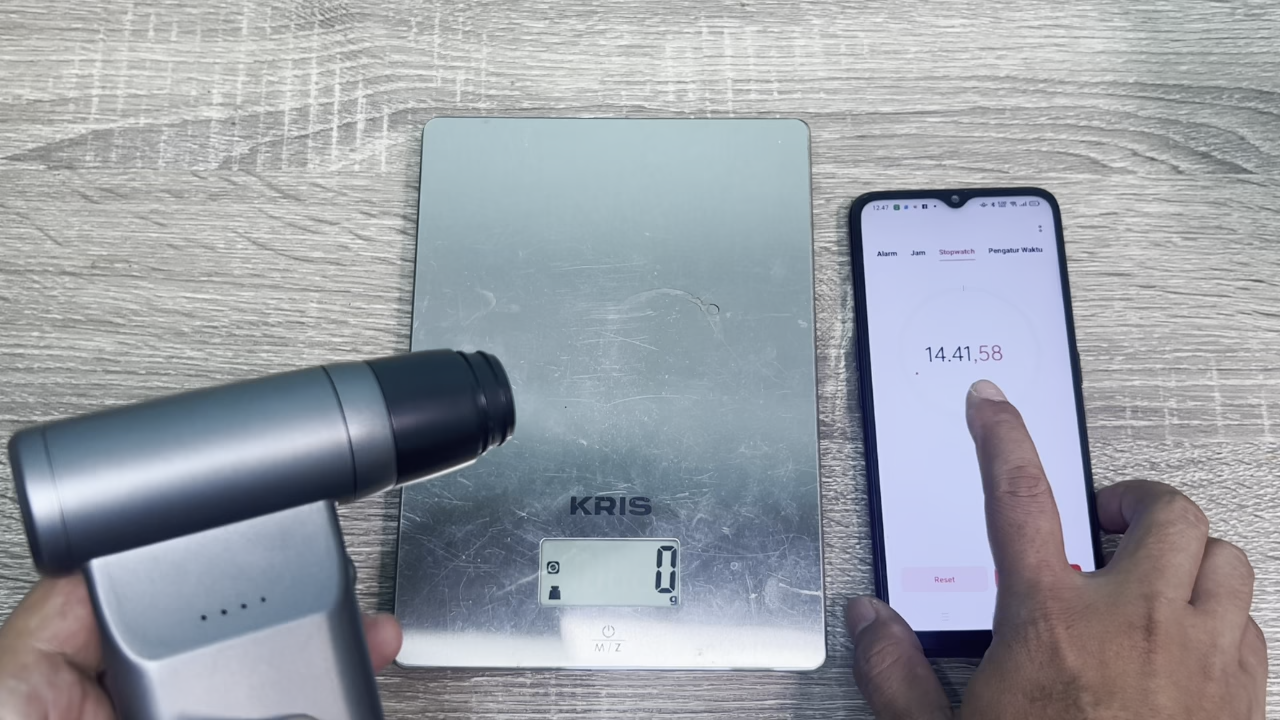 12.47
Alarm Jam Stopwatch Pengatur Waktu
14.41,58
Reset
KRIS
0
g
M/Z